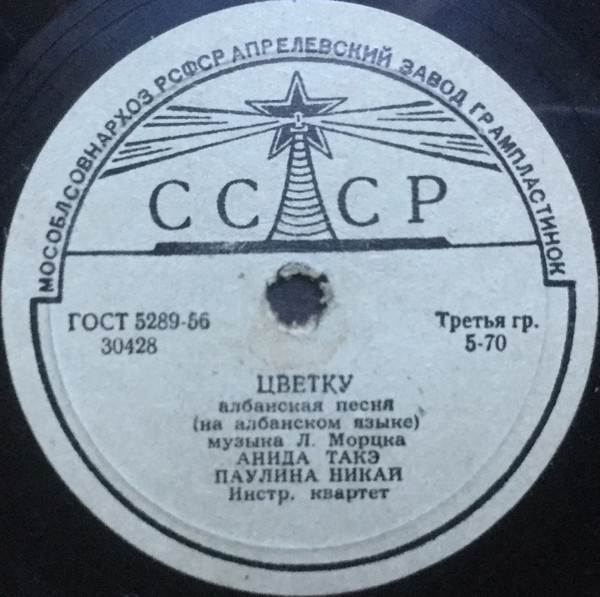 МОСОБЛСОВНАРХОЗ РСФСР АПРЕЛЕВСКИЙ ЗАВОД ГРАМПЛАСТИНОК
СССР
ГОСТ 5289-56
30428
Третья гр.
5-70
ЦВЕТКУ
албанская песня
(на албанском языке)
музыка Л. Морцка
АНИДА ТАКЭ
ПАУЛИНА НИКАЙ
Инстр. квартет